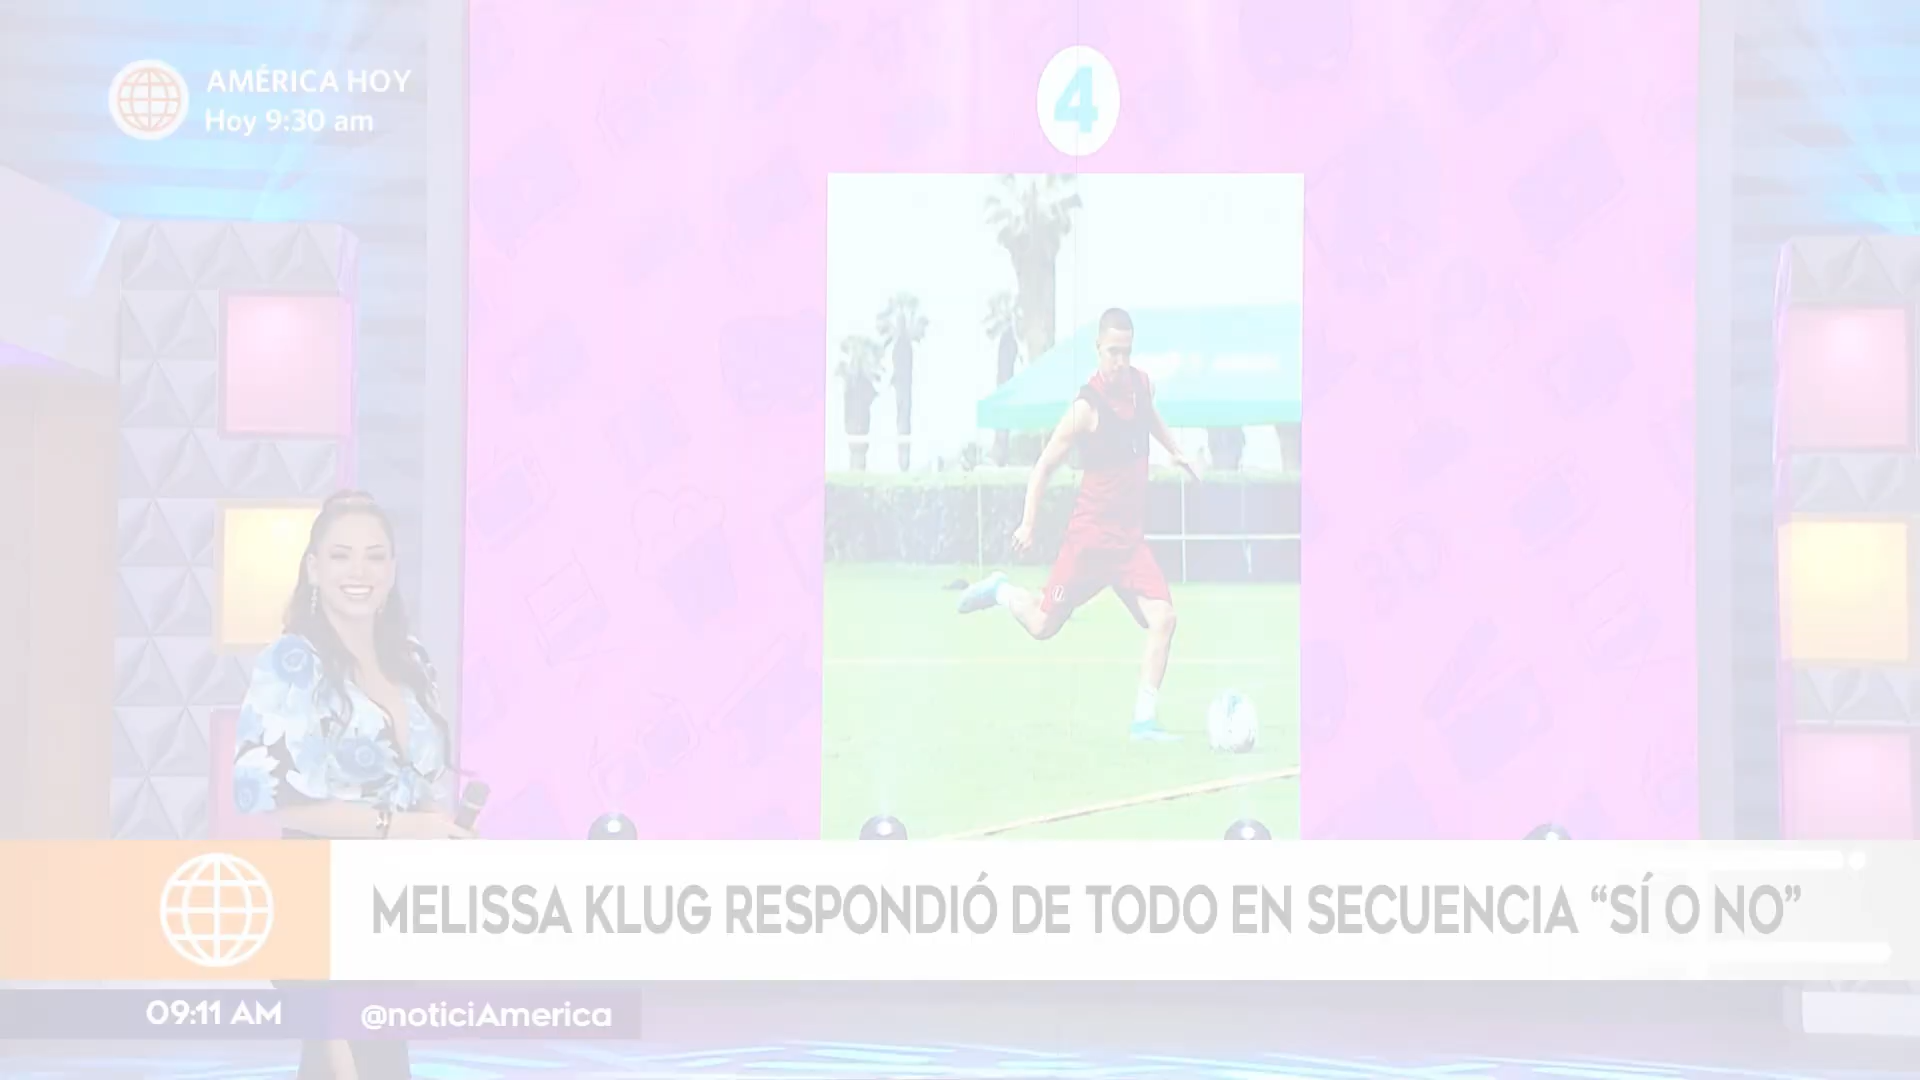 AMÉRICA HOY
Hoy 9:30 am
4
MELISSA KLUG RESPONDIÓ DE TODO EN SECUENCIA “SÍ O NO”
09:11 AM
@noticiAmerica